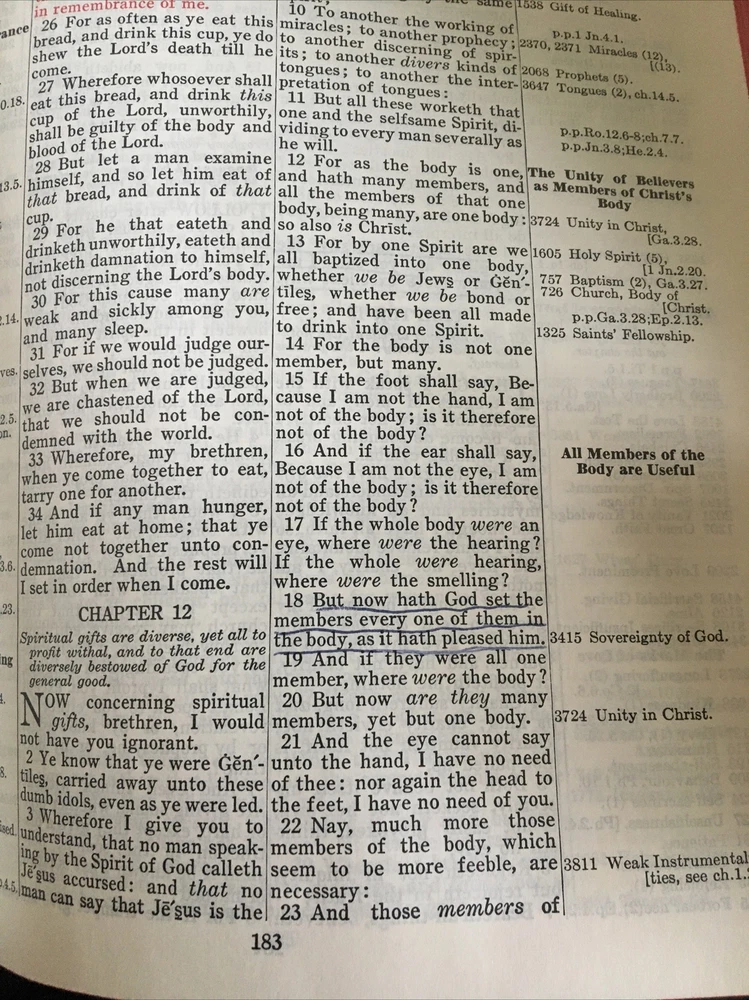 in remembrance of me.
26 For as often as ye eat this
bread, and drink this cup, ye do
shew the Lord's death till he
come.
27 Wherefore whosoever shall
eat this bread, and drink this
cup of the Lord, unworthily,
shall be guilty of the body and
blood of the Lord.
28 But let a man examine
himself, and so let him eat of
that bread, and drink of that
cup.
29 For he that eateth and
drinketh unworthily, eateth and
drinketh damnation to himself,
not discerning the Lord's body.
30 For this cause many are
weak and sickly among you,
and many sleep.
31 For if we would judge our-
selves, we should not be judged.
32 But when we are judged,
we are chastened of the Lord,
that we should not be con-
demned with the world.
33 Wherefore, my brethren,
when ye come together to eat,
tarry one for another.
34 And if any man hunger,
let him eat at home; that ye
come not together unto con-
demnation. And the rest will
I set in order when I come.
CHAPTER 12
Spiritual gifts are diverse, yet all to
profit withal, and to that end are
diversely bestowed of God for the
general good.
NOW concerning spiritual
gifts, brethren, I would
not have you ignorant.
2 Ye know that ye were Ġĕn′-
tileṣ, carried away unto these
dumb idols, even as ye were led.
3 Wherefore I give you to
understand, that no man speak-
ing by the Spirit of God calleth
Jē′ṣus accursed: and that no
man can say that Jē′ṣus is the
10 To another the working of
miracles; to another prophecy;
to another discerning of spir-
its; to another divers kinds of
tongues; to another the inter-
pretation of tongues:
11 But all these worketh that
one and the selfsame Spirit, di-
viding to every man severally as
he will.
12 For as the body is one,
and hath many members, and
all the members of that one
body, being many, are one body:
so also is Chrīst.
13 For by one Spirit are we
all baptized into one body,
whether we be Jewṣ or Ġĕn′-
tīleṣ, whether we be bond or
free; and have been all made
to drink into one Spirit.
14 For the body is not one
member, but many.
15 If the foot shall say, Be-
cause I am not the hand, I am
not of the body; is it therefore
not of the body?
16 And if the ear shall say,
Because I am not the eye, I am
not of the body; is it therefore
not of the body?
17 If the whole body were an
eye, where were the hearing?
If the whole were hearing,
where were the smelling?
18 But now hath God set the
members every one of them in
the body, as it hath pleased him.
19 And if they were all one
member, where were the body?
20 But now are they many
members, yet but one body.
21 And the eye cannot say
unto the hand, I have no need
of thee: nor again the head to
the feet, I have no need of you.
22 Nay, much more those
members of the body, which
seem to be more feeble, are
necessary:
23 And those members of
same 1538 Gift of Healing.
p.p.1 Jn.4.1.
2370, 2371 Miracles (12),
[(13).
2068 Prophets (5).
3647 Tongues (2), ch.14.5.
p.p.Ro.12.6-8;ch.7.7.
p.p.Jn.3.8;He.2.4.
The Unity of Believers
as Members of Christ's
Body
3724 Unity in Christ,
[Ga.3.28.
1605 Holy Spirit (5),
[1 Jn.2.20.
757 Baptism (2), Ga.3.27.
726 Church, Body of
[Christ.
p.p.Ga.3.28;Ep.2.13.
1325 Saints' Fellowship.
All Members of the
Body are Useful
3415 Sovereignty of God.
3724 Unity in Christ.
3811 Weak Instrumental
[ties, see ch.1.
183